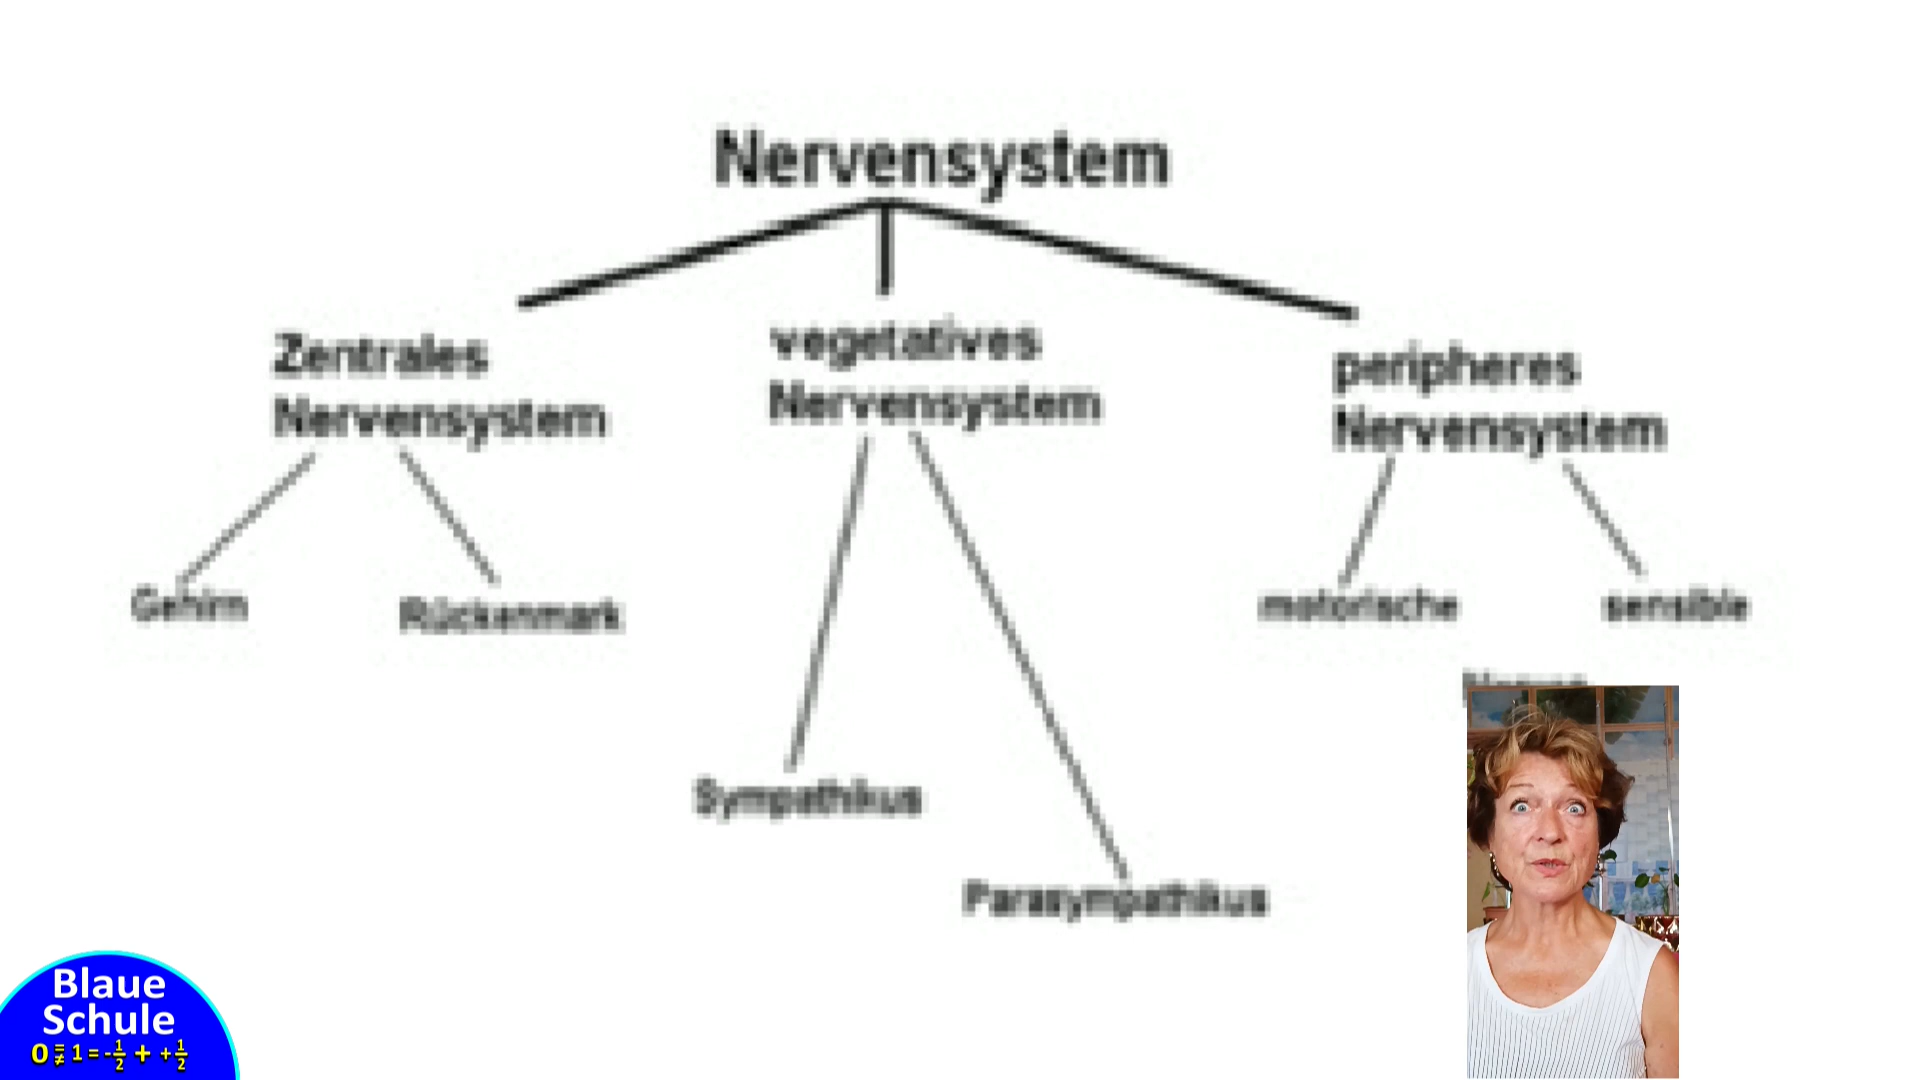 Nervensystem
Zentrales
Nervensystem
vegetatives
Nervensystem
peripheres
Nervensystem
Gehirn
Rückenmark
motorische
sensible
Sympathikus
Parasympathikus
Blaue
Schule